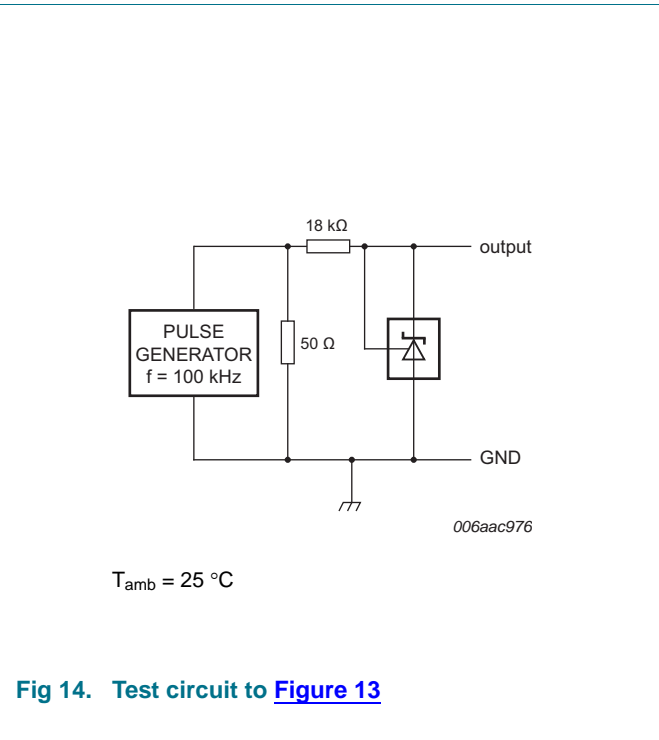 18 kΩ
output
PULSE
GENERATOR
f = 100 kHz
50 Ω
GND
006aac976
Tamb = 25 °C
Fig 14. Test circuit to Figure 13